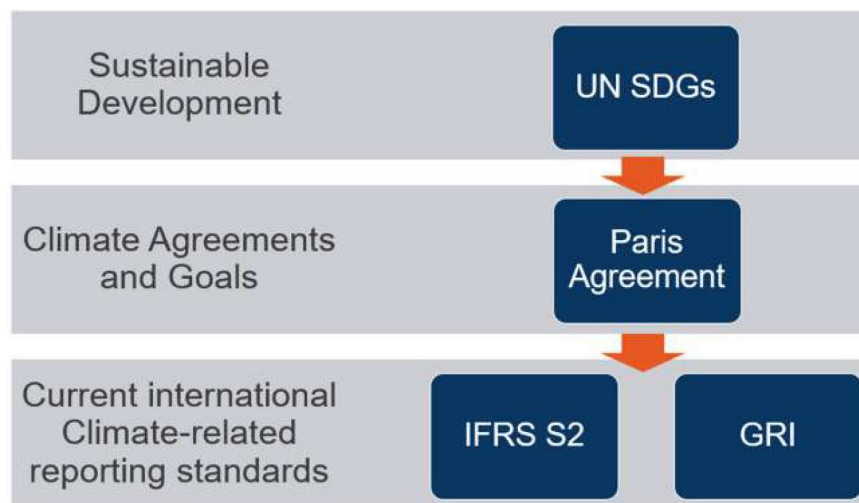 Sustainable
Development
UN SDGs
Climate Agreements
and Goals
Paris
Agreement
Current international
Climate-related
reporting standards
IFRS S2
GRI